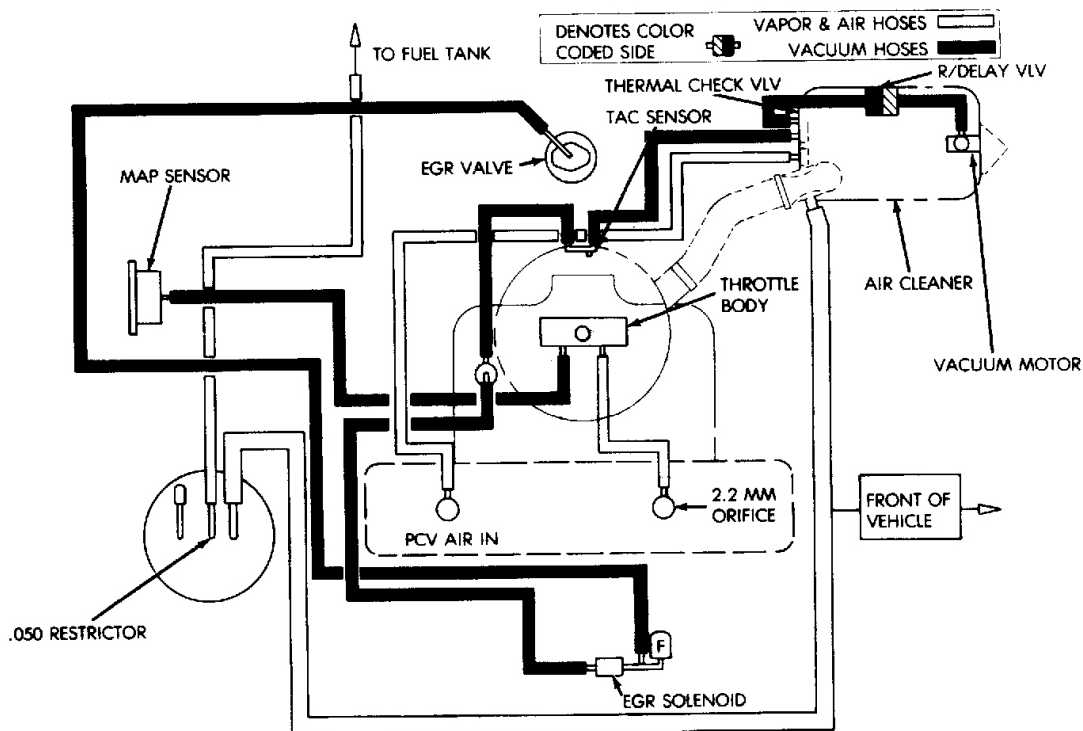 DENOTES COLOR
CODED SIDE
VAPOR & AIR HOSES
VACUUM HOSES
TO FUEL TANK
THERMAL CHECK VLV
R/DELAY VLV
TAC SENSOR
EGR VALVE
MAP SENSOR
AIR CLEANER
THROTTLE
BODY
VACUUM MOTOR
2.2 MM
ORIFICE
FRONT OF
VEHICLE
PCV AIR IN
.050 RESTRICTOR
F
EGR SOLENOID